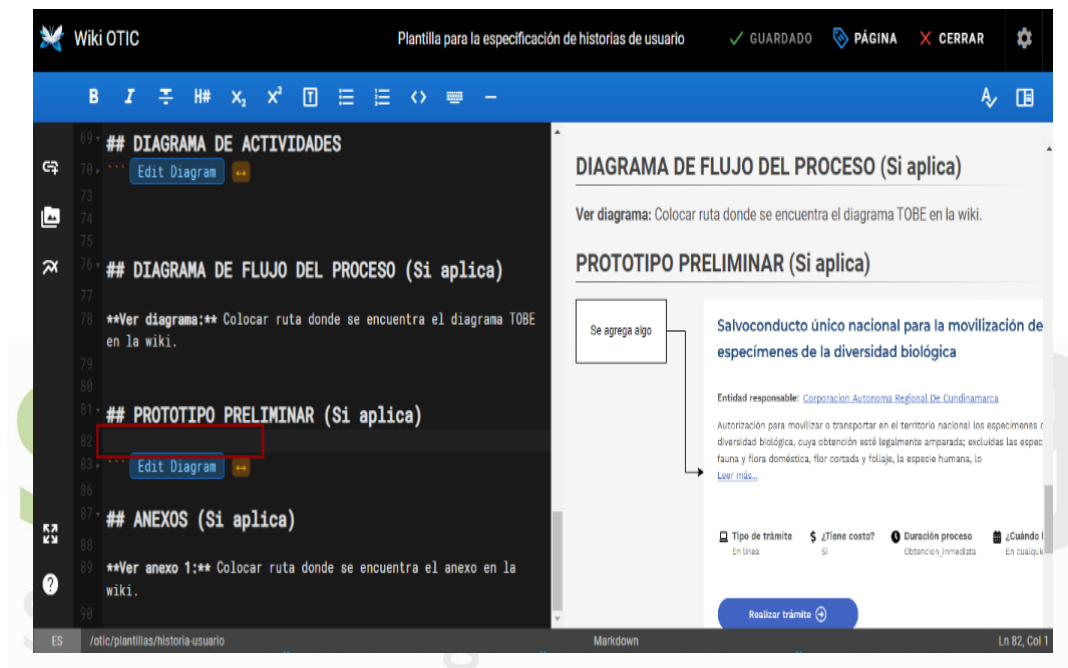 Wiki OTIC
Plantilla para la especificación de historias de usuario
GUARDADO
PÁGINA
CERRAR
B I T H# X₂ X² T
69 ## DIAGRAMA DE ACTIVIDADES
70 ``` Edit Diagram ↔
73
74
75
76 ## DIAGRAMA DE FLUJO DEL PROCESO (Si aplica)
77
78 **Ver diagrama:** Colocar ruta donde se encuentra el diagrama TOBE
en la wiki.
79
80
81 ## PROTOTIPO PRELIMINAR (Si aplica)
82
83 ``` Edit Diagram ↔
86
87 ## ANEXOS (Si aplica)
88
89 **Ver anexo 1:** Colocar ruta donde se encuentra el anexo en la
wiki.
90
DIAGRAMA DE FLUJO DEL PROCESO (Si aplica)
Ver diagrama: Colocar ruta donde se encuentra el diagrama TOBE en la wiki.
PROTOTIPO PRELIMINAR (Si aplica)
Se agrega algo
Salvoconducto único nacional para la movilización de
especímenes de la diversidad biológica
Entidad responsable: Corporacion Autonoma Regional De Cundinamarca
Autorización para movilizar o transportar en el territorio nacional los especimenes
diversidad biológica, cuya obtención esté legalmente amparada; excluidas las espec
fauna y flora doméstica, flor cortada y follaje, la especie humana, lo
Leer más...
Tipo de trámite
En línea
$ ¿Tiene costo?
Si
Duración proceso
Obtencion_inmediata
¿Cuándo
En cualqui
Realizar trámite
ES
/otic/plantillas/historia-usuario
Markdown
Ln 82, Col 1